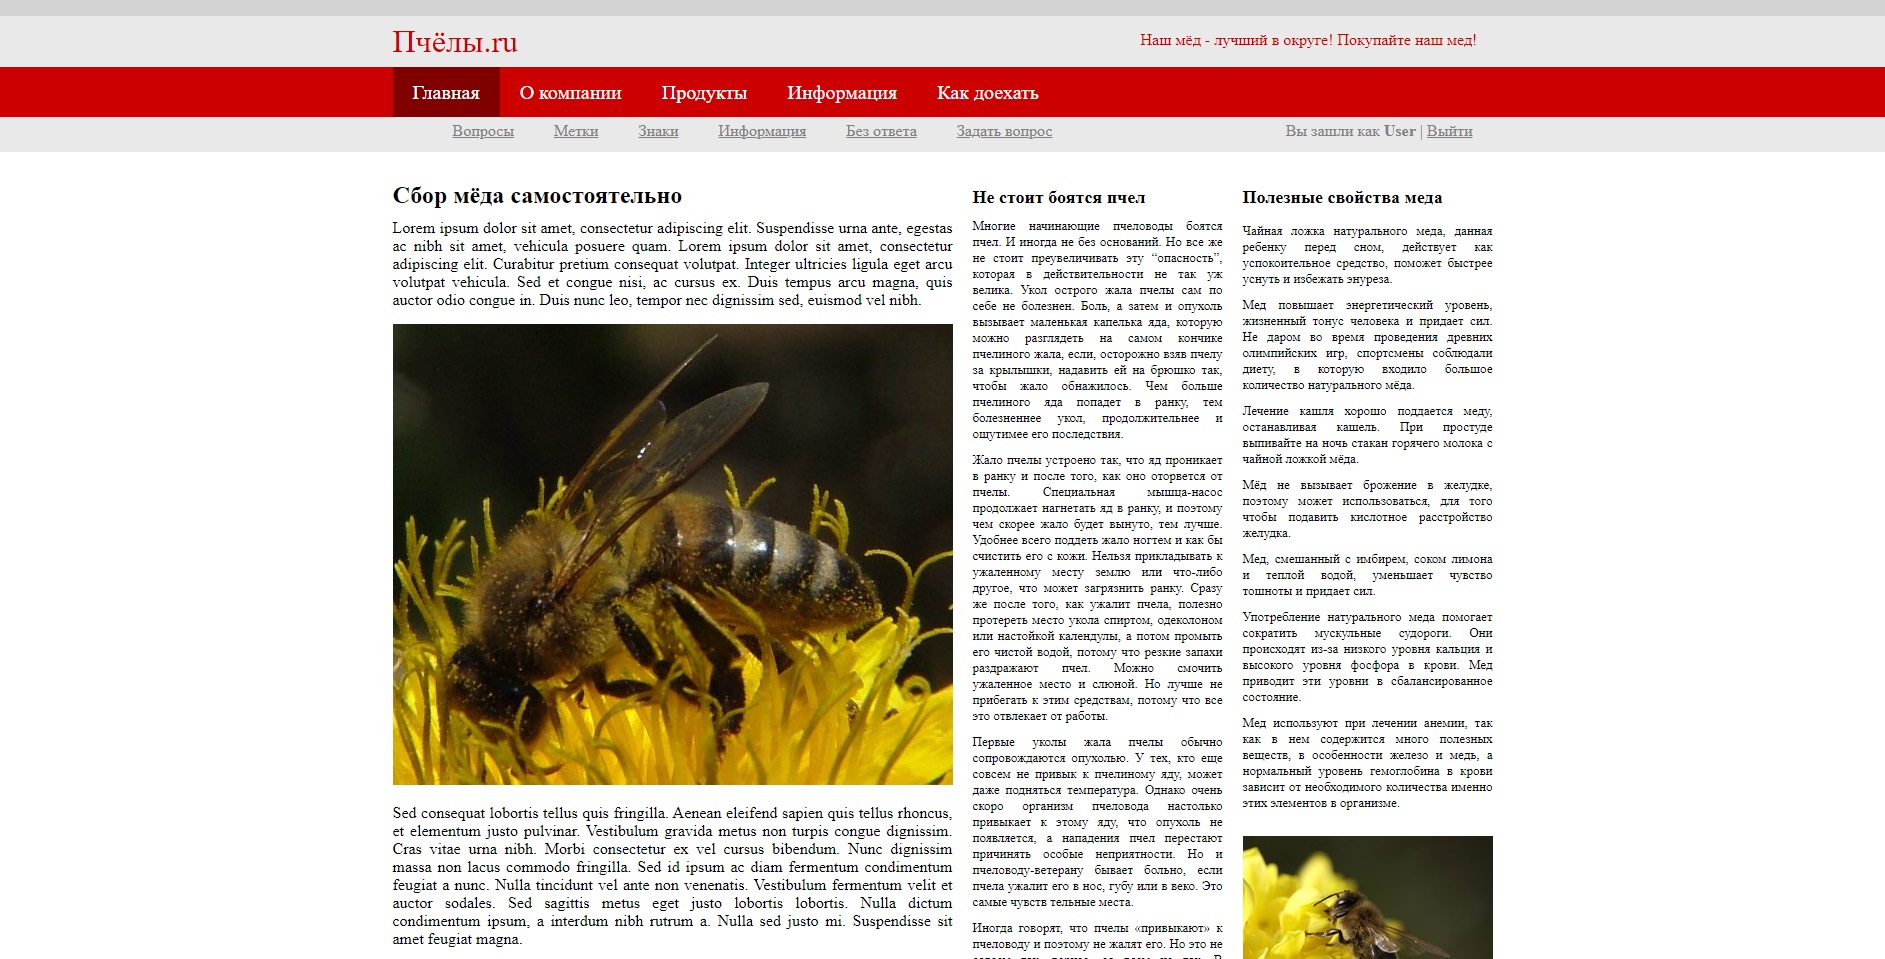 Пчёлы.ru
Наш мёд - лучший в округе! Покупайте наш мед!
Главная О компании Продукты Информация Как доехать
Вопросы Метки Знаки Информация Без ответа Задать вопрос
Вы зашли как User | Выйти
Сбор мёда самостоятельно
Lorem ipsum dolor sit amet, consectetur adipiscing elit. Suspendisse urna ante, egestas
ac nibh sit amet, vehicula posuere quam. Lorem ipsum dolor sit amet, consectetur
adipiscing elit. Curabitur pretium consequat volutpat. Integer ultricies ligula eget arcu
volutpat vehicula. Sed et congue nisi, ac cursus ex. Duis tempus arcu magna, quis
auctor odio congue in. Duis nunc leo, tempor nec dignissim sed, euismod vel nibh.
Sed consequat lobortis tellus quis fringilla. Aenean eleifend sapien quis tellus rhoncus,
et elementum justo pulvinar. Vestibulum gravida metus non turpis congue dignissim.
Cras vitae urna nibh. Morbi consectetur ex vel cursus bibendum. Nunc dignissim
massa non lacus commodo fringilla. Sed id ipsum ac diam fermentum condimentum
feugiat a nunc. Nulla tincidunt vel ante non venenatis. Vestibulum fermentum velit et
auctor sodales. Sed sagittis metus eget justo lobortis lobortis. Nulla dictum
condimentum ipsum, a interdum nibh rutrum a. Nulla sed justo mi. Suspendisse sit
amet feugiat magna.
Не стоит боятся пчел
Многие начинающие пчеловоды боятся
пчел. И иногда не без оснований. Но все же
не стоит преувеличивать эту “опасность”,
которая в действительности не так уж
велика. Укол острого жала пчелы сам по
себе не болезнен. Боль, а затем и опухоль
вызывает маленькая капелька яда, которую
можно разглядеть на самом кончике
пчелиного жала, если, осторожно взяв пчелу
за крылышки, надавить ей на брюшко так,
чтобы жало обнажилось. Чем больше
пчелиного яда попадет в ранку, тем
болезненнее укол, продолжительнее и
ощутимее его последствия.
Жало пчелы устроено так, что яд проникает
в ранку и после того, как оно оторвется от
пчелы. Специальная мышца-насос
продолжает нагнетать яд в ранку, и поэтому
чем скорее жало будет вынуто, тем лучше.
Удобнее всего поддеть жало ногтем и как бы
счистить его с кожи. Нельзя прикладывать к
ужаленному месту землю или что-либо
другое, что может загрязнить ранку. Сразу
же после того, как ужалит пчела, полезно
протереть место укола спиртом, одеколоном
или настойкой календулы, а потом промыть
его чистой водой, потому что резкие запахи
раздражают пчел. Можно смочить
ужаленное место и слюной. Но лучше не
прибегать к этим средствам, потому что все
это отвлекает от работы.
Первые уколы жала пчелы обычно
сопровождаются опухолью. У тех, кто еще
совсем не привык к пчелиному яду, может
даже подняться температура. Однако очень
скоро организм пчеловода настолько
привыкает к этому яду, что опухоль не
появляется, а нападения пчел перестают
причинять особые неприятности. Но и
пчеловоду-ветерану бывает больно, если
пчела ужалит его в нос, губу или в веко. Это
самые чувств тельные места.
Иногда говорят, что пчелы «привыкают» к
пчеловоду и поэтому не жалят его. Но это не
Полезные свойства меда
Чайная ложка натурального меда, данная
ребенку перед сном, действует как
успокоительное средство, поможет быстрее
уснуть и избежать энуреза.
Мед повышает энергетический уровень,
жизненный тонус человека и придает сил.
Не даром во время проведения древних
олимпийских игр, спортсмены соблюдали
диету, в которую входило большое
количество натурального мёда.
Лечение кашля хорошо поддается меду,
останавливая кашель. При простуде
выпивайте на ночь стакан горячего молока с
чайной ложкой мёда.
Мёд не вызывает брожение в желудке,
поэтому может использоваться, для того
чтобы подавить кислотное расстройство
желудка.
Мед, смешанный с имбирем, соком лимона
и теплой водой, уменьшает чувство
тошноты и придает сил.
Употребление натурального меда помогает
сократить мускульные судороги. Они
происходят из-за низкого уровня кальция и
высокого уровня фосфора в крови. Мед
приводит эти уровни в сбалансированное
состояние.
Мед используют при лечении анемии, так
как в нем содержится много полезных
веществ, в особенности железо и медь, а
нормальный уровень гемоглобина в крови
зависит от необходимого количества именно
этих элементов в организме.